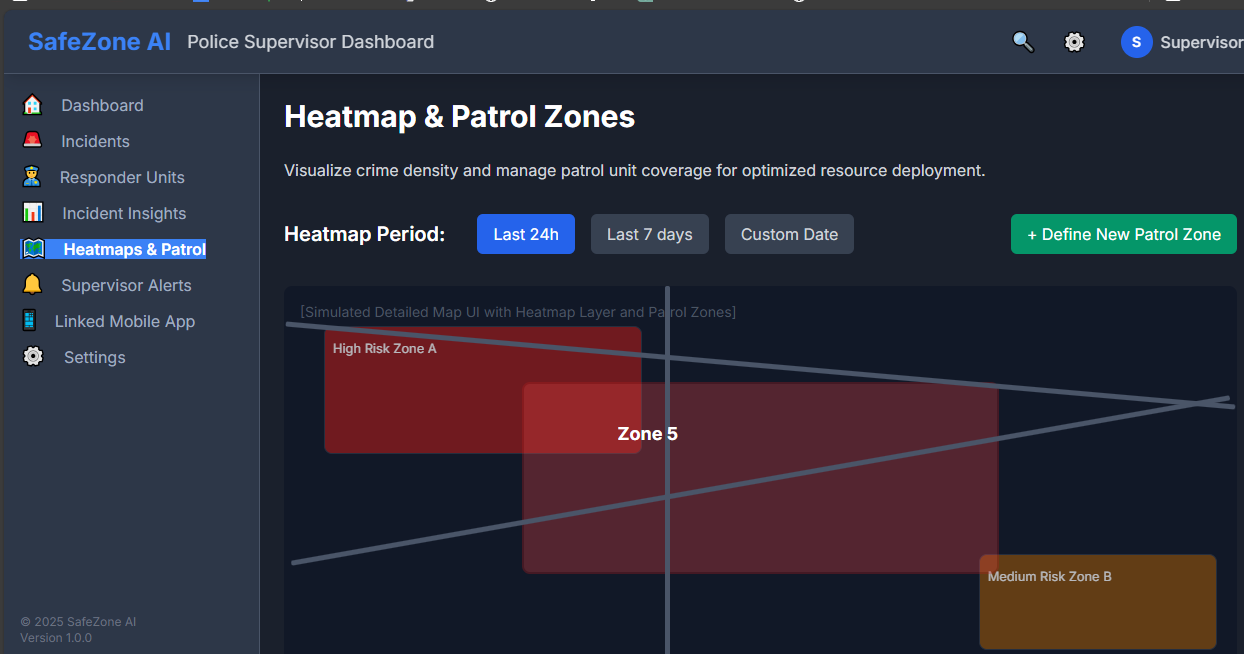 SafeZone AI Police Supervisor Dashboard
S Supervisor
Dashboard
Incidents
Responder Units
Incident Insights
Heatmaps & Patrol
Supervisor Alerts
Linked Mobile App
Settings
© 2025 SafeZone AI
Version 1.0.0
Heatmap & Patrol Zones
Visualize crime density and manage patrol unit coverage for optimized resource deployment.
Heatmap Period: Last 24h Last 7 days Custom Date + Define New Patrol Zone
[Simulated Detailed Map UI with Heatmap Layer and Patrol Zones]
High Risk Zone A
Zone 5
Medium Risk Zone B